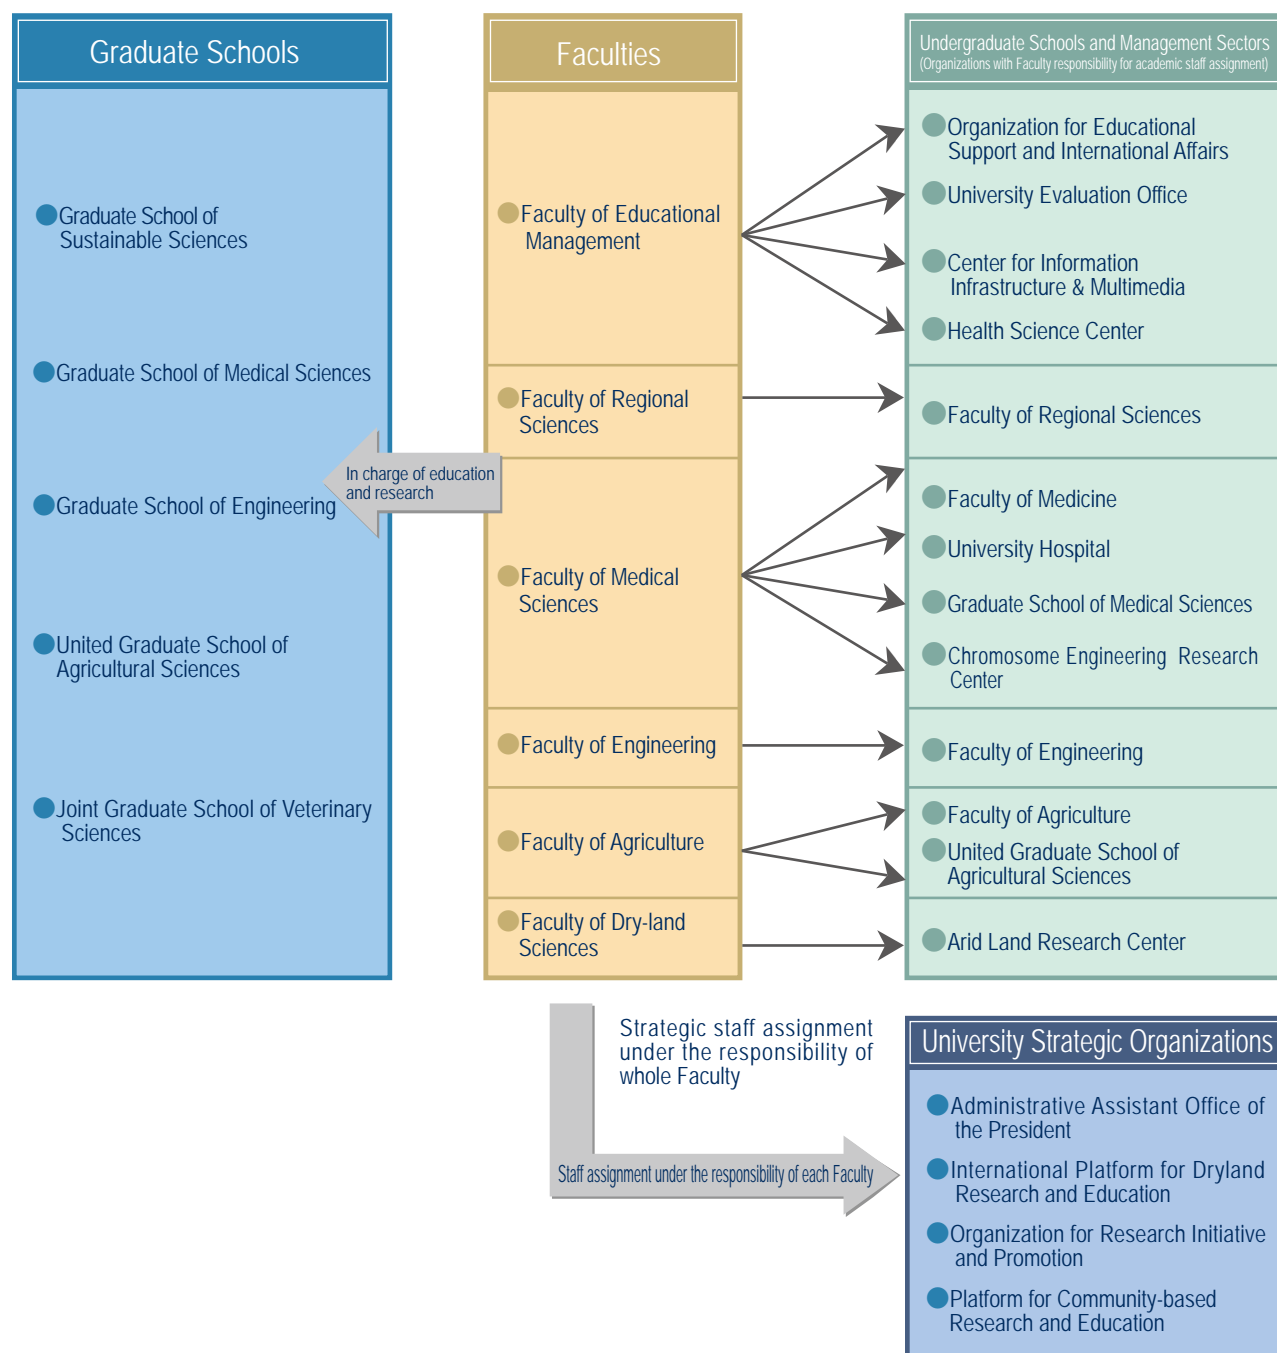 Graduate Schools
Graduate School of
Sustainable Sciences
Graduate School of Medical Sciences
Graduate School of Engineering
United Graduate School of
Agricultural Sciences
Joint Graduate School of Veterinary
Sciences
In charge of education
and research
Faculties
Faculty of Educational
Management
Faculty of Regional
Sciences
Faculty of Medical
Sciences
Faculty of Engineering
Faculty of Agriculture
Faculty of Dry-land
Sciences
Undergraduate Schools and Management Sectors
(Organizations with Faculty responsibility for academic staff assignment)
Organization for Educational
Support and International Affairs
University Evaluation Office
Center for Information
Infrastructure & Multimedia
Health Science Center
Faculty of Regional Sciences
Faculty of Medicine
University Hospital
Graduate School of Medical Sciences
Chromosome Engineering Research
Center
Faculty of Engineering
Faculty of Agriculture
United Graduate School of
Agricultural Sciences
Arid Land Research Center
Strategic staff assignment
under the responsibility of
whole Faculty
Staff assignment under the responsibility of each Faculty
University Strategic Organizations
Administrative Assistant Office of
the President
International Platform for Dryland
Research and Education
Organization for Research Initiative
and Promotion
Platform for Community-based
Research and Education